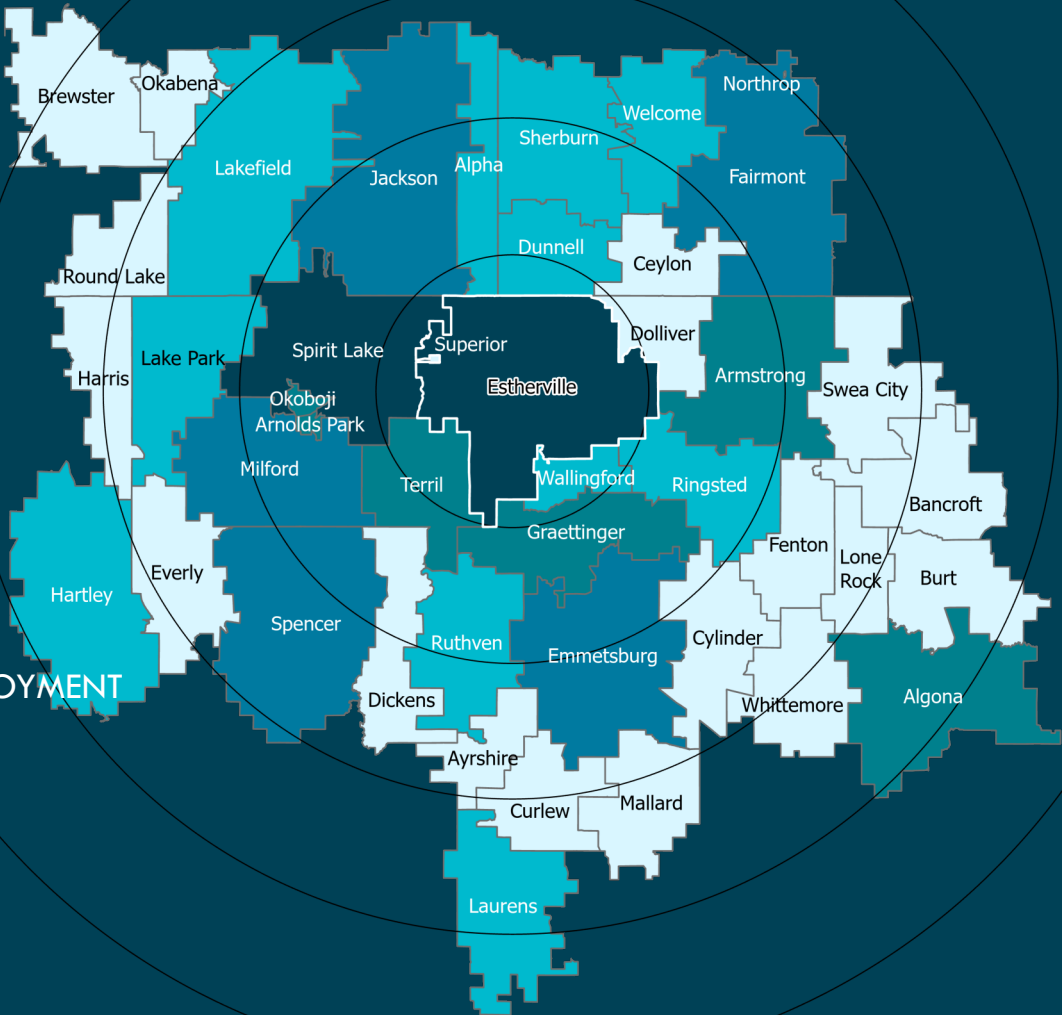 Northrop
Okabena
Brewster
Welcome
Sherburn
Alpha
Lakefield
Jackson
Fairmont
Dunnell
Ceylon
Round Lake
Dolliver
Superior
Spirit Lake
Lake Park
Harris
Armstrong
Estherville
Swea City
Okoboji
Arnolds Park
Milford
Terril
Wallingford
Ringsted
Bancroft
Graettinger
Fenton
Lone
Rock
Everly
Burt
Hartley
Spencer
Cylinder
Ruthven
Emmetsburg
OYMENT
Dickens
Whittemore
Algona
Ayrshire
Mallard
Curlew
Laurens